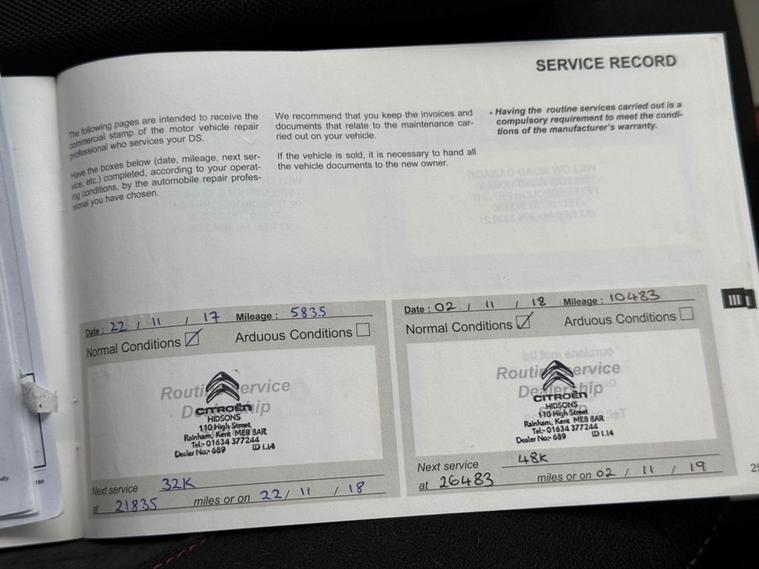 SERVICE RECORD
The following pages are intended to receive the
commercial stamp of the motor vehicle repair
professional who services your DS.
Have the boxes below (date, mileage, next ser-
vice, etc.) completed, according to your operat-
ing conditions, by the automobile repair profes-
sional you have chosen.
We recommend that you keep the invoices and
documents that relate to the maintenance car-
ried out on your vehicle.
If the vehicle is sold, it is necessary to hand all
the vehicle documents to the new owner.
• Having the routine services carried out is a
compulsory requirement to meet the condi-
tions of the manufacturer's warranty.
Date : 22 / 11 / 17 Mileage : 5835
Normal Conditions Arduous Conditions
Routine Service
Dealership
CITROËN
HIDSONS
110 High Street
Rainham, Kent ME8 8AR
Tel:- 01634 377244
Dealer No:- 689 ID 1.14
Next service 32K
at 21835 miles or on 22 / 11 / 18
Date : 02 / 11 / 18 Mileage : 10483
Normal Conditions Arduous Conditions
Routine Service
Dealership
CITROËN
HIDSONS
110 High Street
Rainham, Kent ME8 8AR
Tel:- 01634 377244
Dealer No:- 689 ID 1.14
Next service 48K
at 26483 miles or on 02 / 11 / 19
III